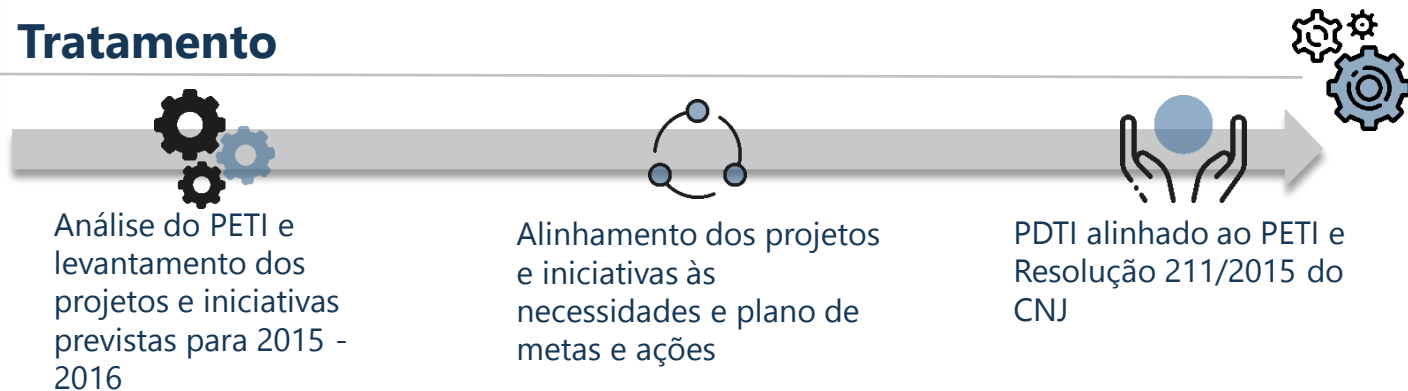 Tratamento
Análise do PETI e
levantamento dos
projetos e iniciativas
previstas para 2015 -
2016
Alinhamento dos projetos
e iniciativas às
necessidades e plano de
metas e ações
PDTI alinhado ao PETI e
Resolução 211/2015 do
CNJ